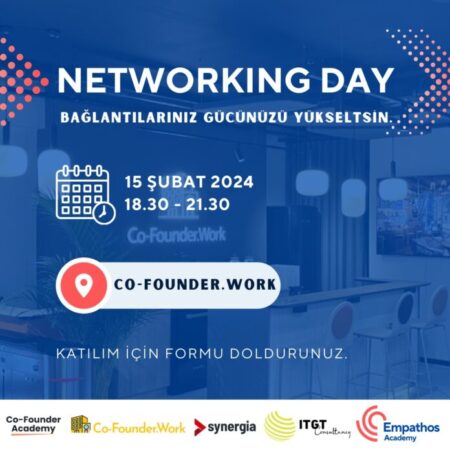 NETWORKING DAY
BAĞLANTILARINIZ GÜCÜNÜZÜ YÜKSELTSİN.
15 ŞUBAT 2024
18.30 - 21.30
Co-Founder.Work
CO-FOUNDER.WORK
KATILIM İÇİN FORMU DOLDURUNUZ.
Co-Founder Academy
Co-Founder.Work
synergia
ITGT Consultancy
Empathos Academy